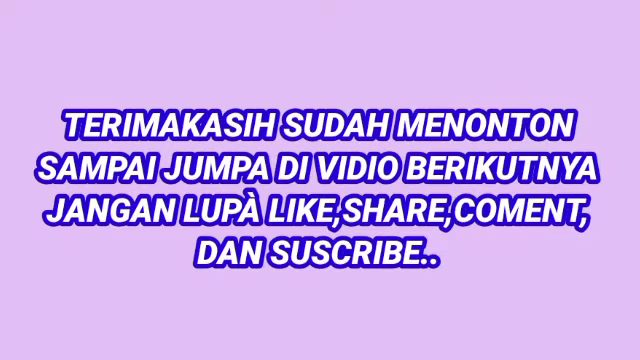 TERIMAKASIH SUDAH MENONTON
SAMPAI JUMPA DI VIDIO BERIKUTNYA
JANGAN LUPÀ LIKE,SHARE,COMENT,
DAN SUSCRIBE..